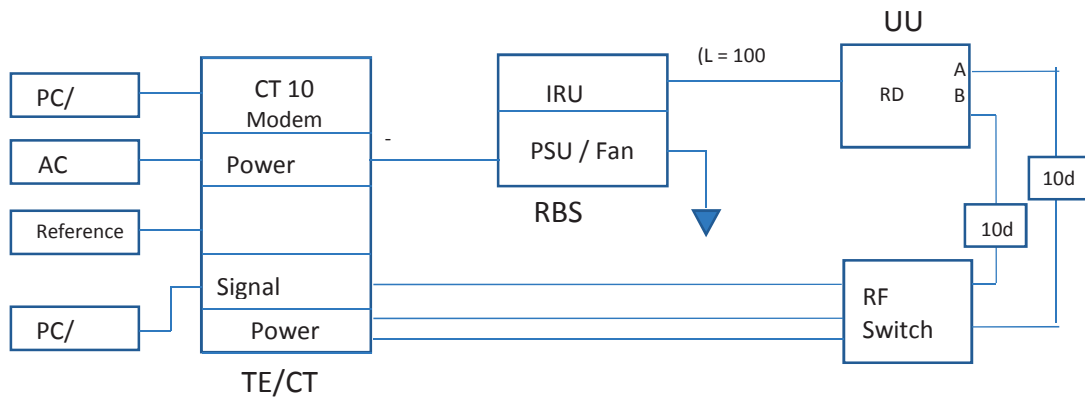 UU
(L = 100
PC/
CT 10
Modem
IRU
RD
A
B
AC
Power
-
PSU / Fan
10d
RBS
Reference
10d
Signal
RF
Switch
PC/
Power
TE/CT